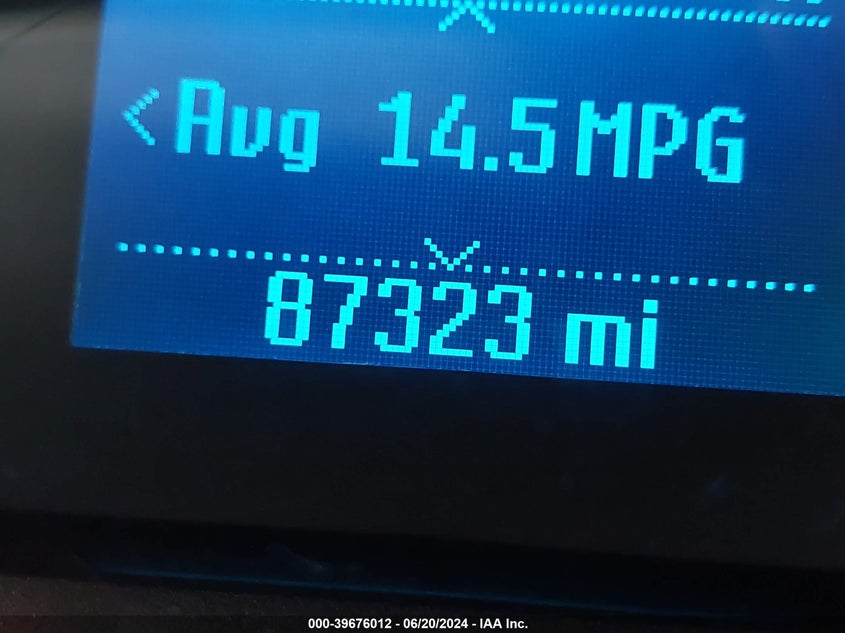 <Avg 14.5 MPG
87323 mi
000-39676012 - 06/20/2024 - IAA Inc.